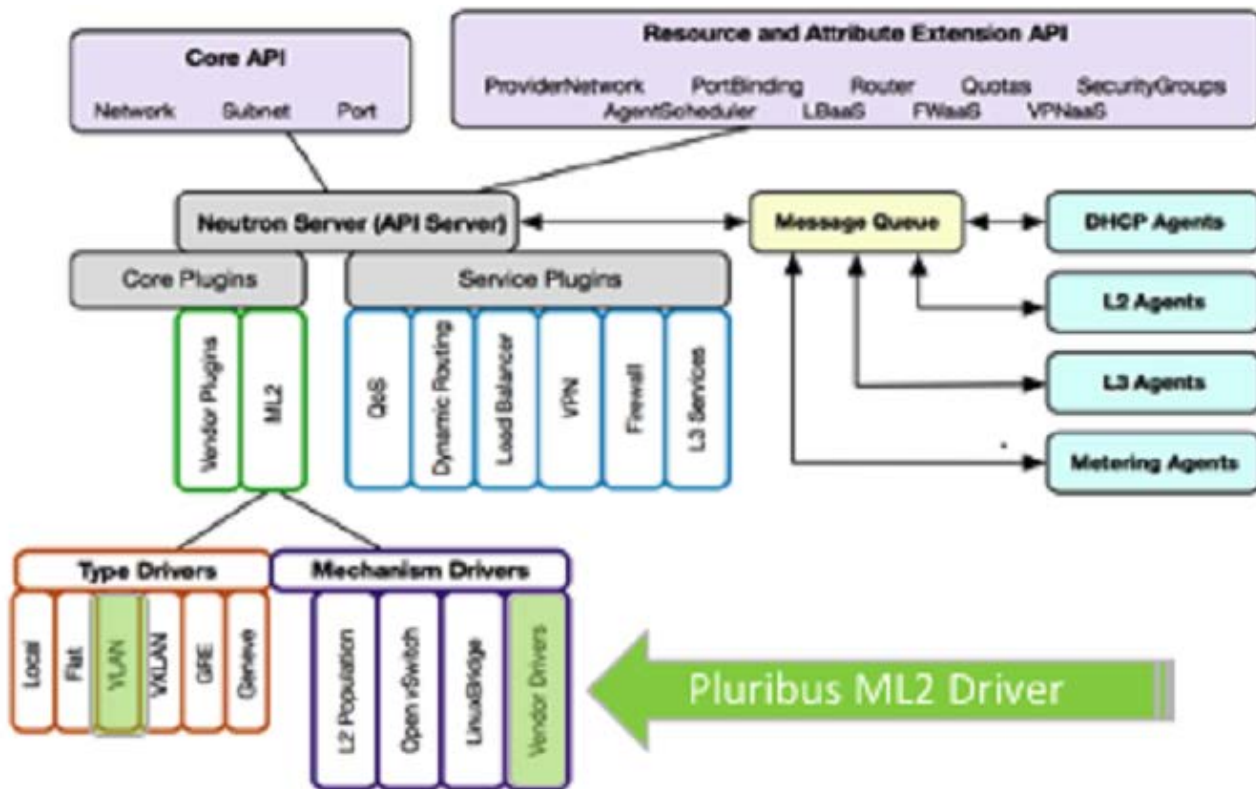 Core API
Network Subnet Port
Resource and Attribute Extension API
ProviderNetwork PortBinding Router Quotas SecurityGroups
AgentScheduler LBaaS FWaaS VPNaaS
Neutron Server (API Server)
Message Queue
DHCP Agents
Core Plugins
Service Plugins
L2 Agents
L3 Agents
Metering Agents
Vendor Plugins
ML2
QoS
Dynamic Routing
Load Balancer
VPN
Firewall
L3 Services
Type Drivers
Mechanism Drivers
Local
Flat
VLAN
VXLAN
GRE
Geneve
L2 Population
Open vSwitch
LinuxBridge
Vendor Drivers
Pluribus ML2 Driver